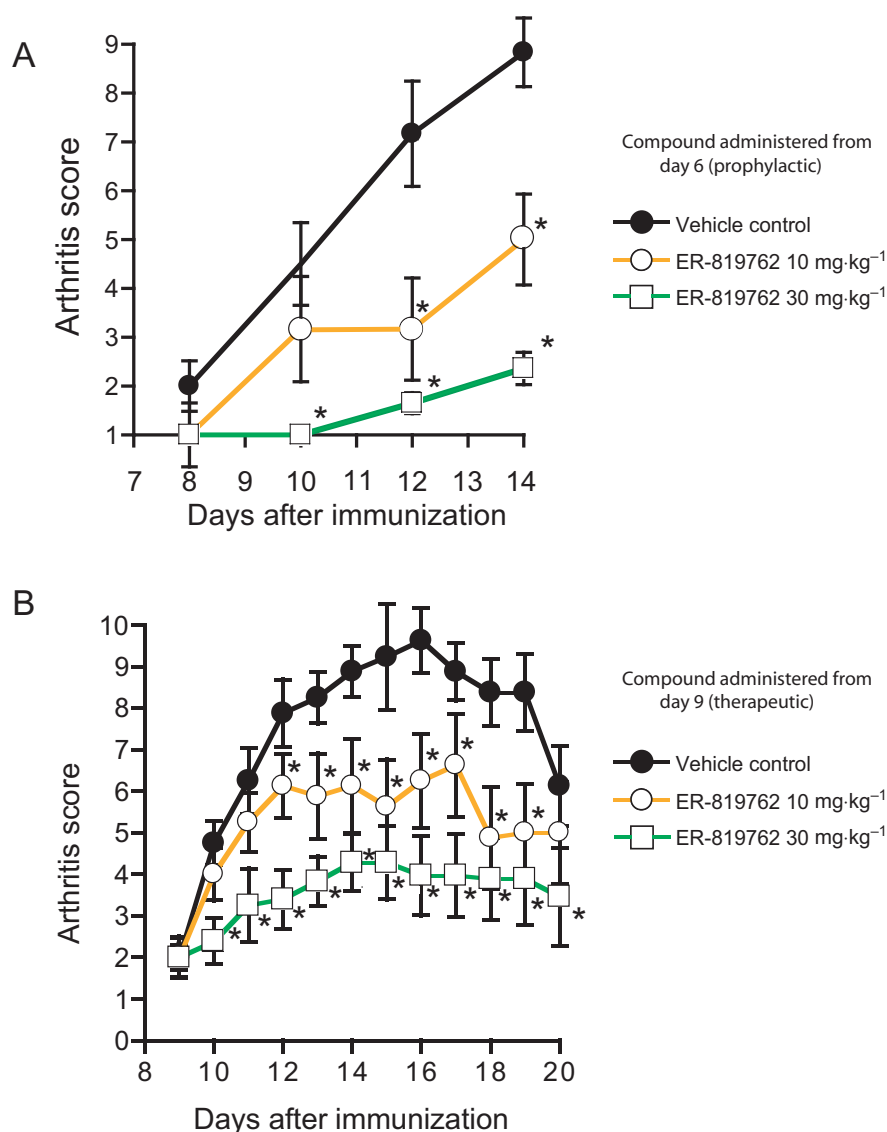 A
9
8
7
6
5
4
3
2
1
7 8 9 10 11 12 13 14
Arthritis score
Days after immunization
* * * * *
Compound administered from
day 6 (prophylactic)
Vehicle control
ER-819762 10 mg·kg⁻¹
ER-819762 30 mg·kg⁻¹
B
10
9
8
7
6
5
4
3
2
1
0
8 10 12 14 16 18 20
Arthritis score
Days after immunization
* * * * * * * *
* * * * * * * * * * *
Compound administered from
day 9 (therapeutic)
Vehicle control
ER-819762 10 mg·kg⁻¹
ER-819762 30 mg·kg⁻¹